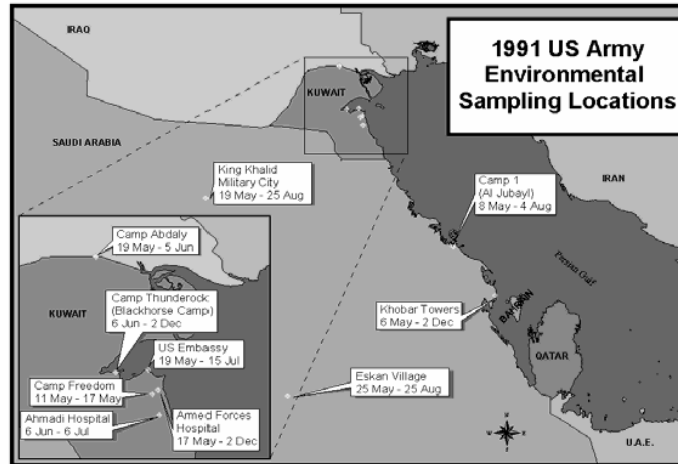 1991 US Army
Environmental
Sampling Locations
IRAQ
KUWAIT
SAUDI ARABIA
IRAN
King Khalid
Military City
19 May - 25 Aug
Camp 1
(Al Jubayl)
8 May - 4 Aug
Persian Gulf
Khobar Towers
6 May - 2 Dec
BAHRAIN
QATAR
Eskan Village
25 May - 25 Aug
U.A.E.
Camp Abdaly
19 May - 5 Jun
KUWAIT
Camp Thunderock
(Blackhorse Camp)
6 Jun - 2 Dec
US Embassy
19 May - 15 Jul
Camp Freedom
11 May - 17 May
Ahmadi Hospital
6 Jun - 6 Jul
Armed Forces
Hospital
17 May - 2 Dec